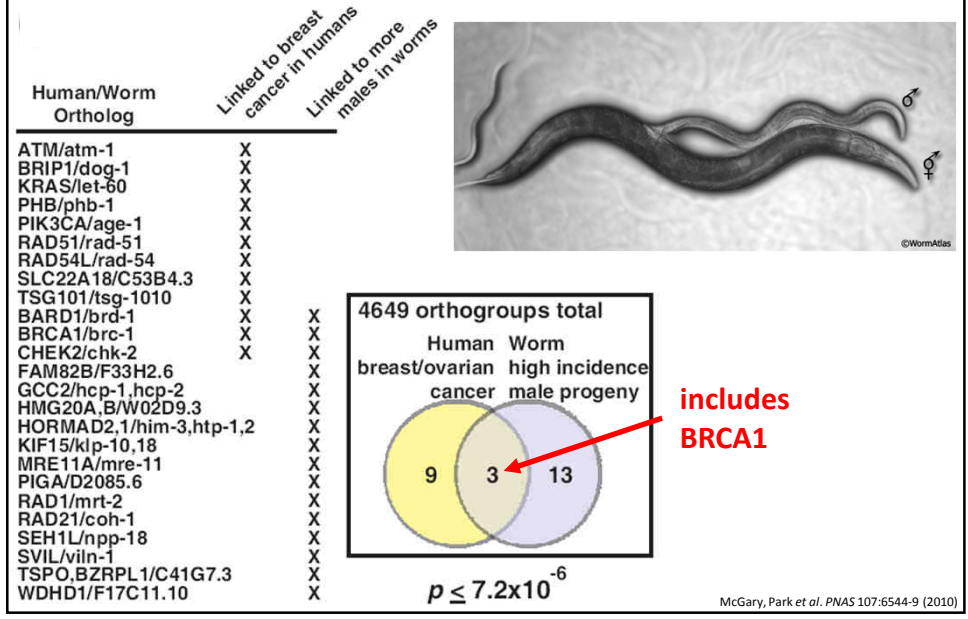 Human/Worm
Ortholog
Linked to breast
cancer in humans
Linked to more
males in worms
ATM/atm-1 X
BRIP1/dog-1 X
KRAS/let-60 X
PHB/phb-1 X
PIK3CA/age-1 X
RAD51/rad-51 X
RAD54L/rad-54 X
SLC22A18/C53B4.3 X
TSG101/tsg-1010 X
BARD1/brd-1 X X
BRCA1/brc-1 X X
CHEK2/chk-2 X X
FAM82B/F33H2.6 X
GCC2/hcp-1,hcp-2 X
HMG20A,B/W02D9.3 X
HORMAD2,1/him-3,htp-1,2 X
KIF15/klp-10,18 X
MRE11A/mre-11 X
PIGA/D2085.6 X
RAD1/mrt-2 X
RAD21/coh-1 X
SEH1L/npp-18 X
SVIL/viln-1 X
TSPO,BZRPL1/C41G7.3 X
WDHD1/F17C11.10 X
♂
⚥
©WormAtlas
4649 orthogroups total
Human
breast/ovarian
cancer
Worm
high incidence
male progeny
9 3 13
includes
BRCA1
p ≤ 7.2x10⁻⁶
McGary, Park et al. PNAS 107:6544-9 (2010)